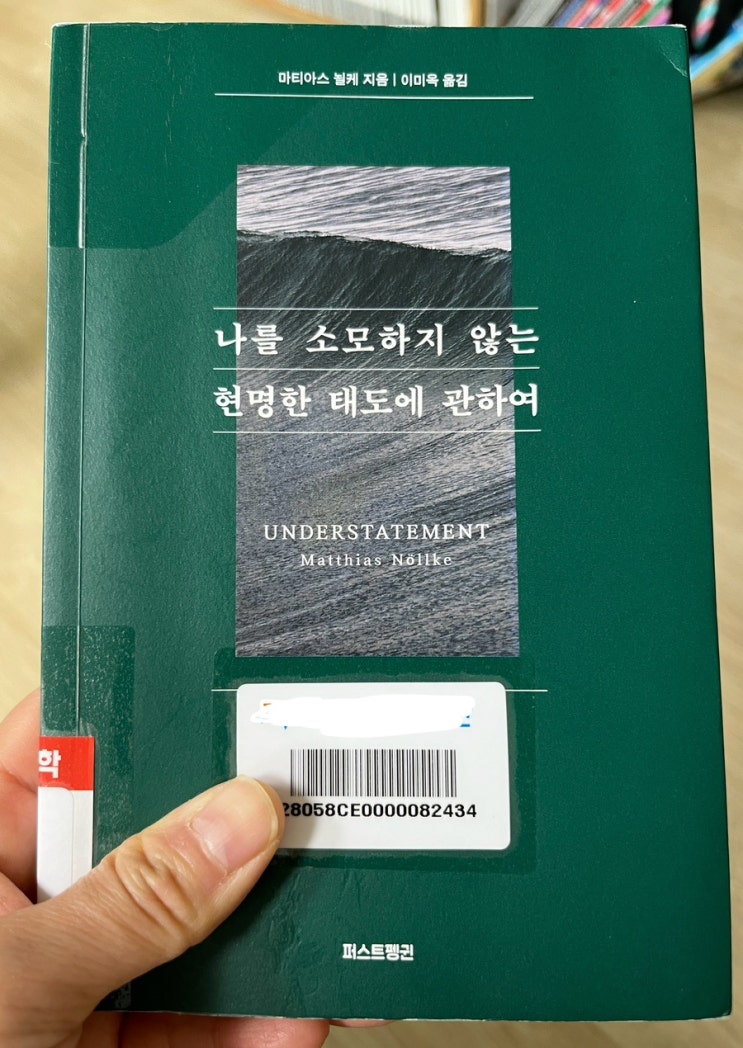 마티아스 뇔케 지음 | 이미옥 옮김
나를 소모하지 않는
현명한 태도에 관하여
UNDERSTATEMENT
Matthias Nöllke
28058CE0000082434
학
퍼스트펭귄